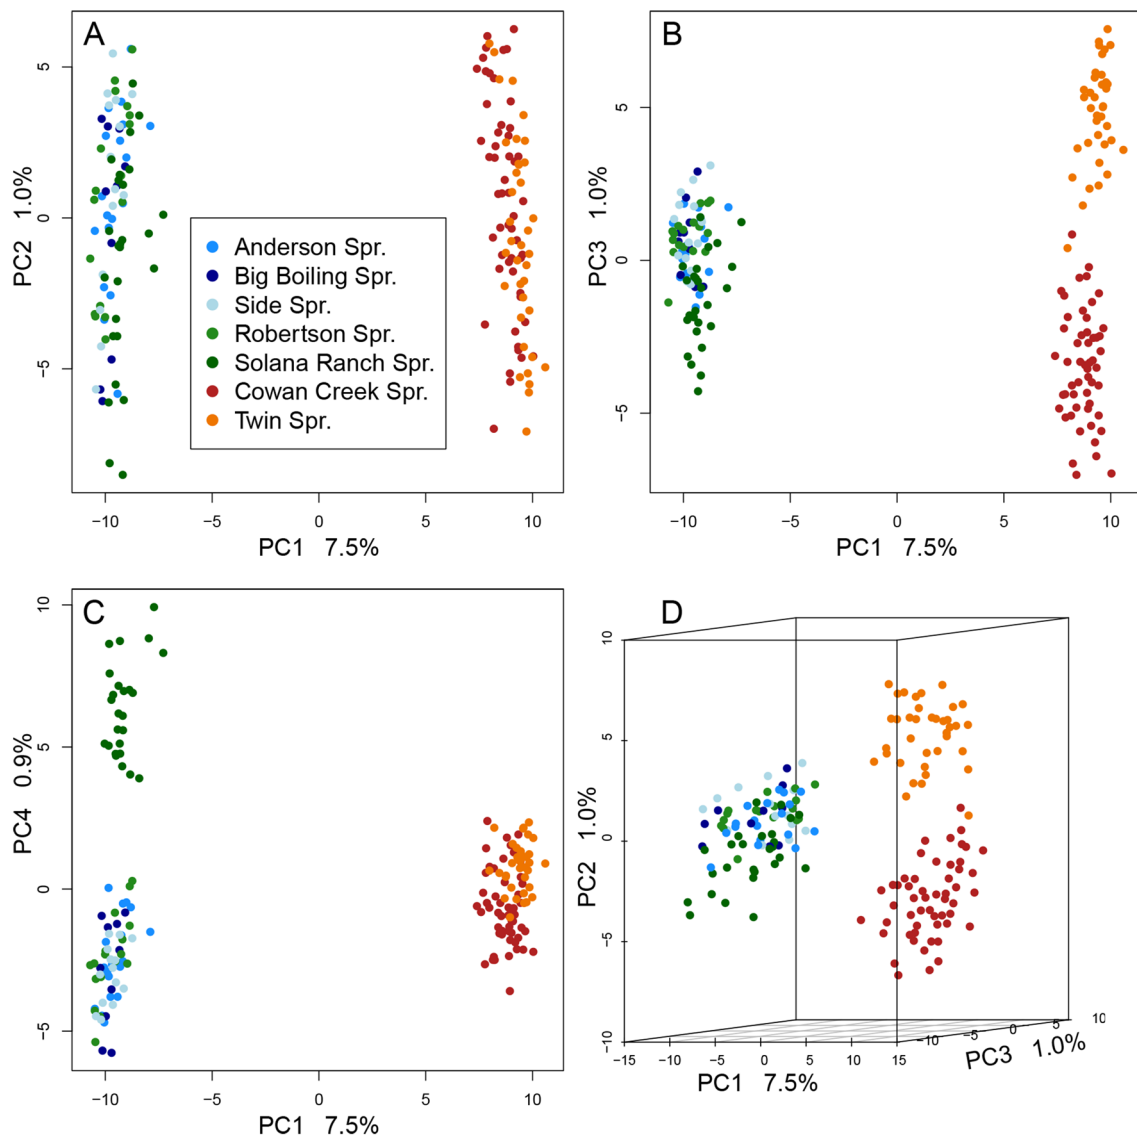 A
5
0
−5
PC2 1.0%
Anderson Spr.
Big Boiling Spr.
Side Spr.
Robertson Spr.
Solana Ranch Spr.
Cowan Creek Spr.
Twin Spr.
−10 −5 0 5 10
PC1 7.5%
B
5
0
−5
PC3 1.0%
−10 −5 0 5 10
PC1 7.5%
C
10
5
0
−5
PC4 0.9%
−10 −5 0 5 10
PC1 7.5%
D
10
5
0
−5
−10
PC2 1.0%
−15 −10 −5 0 5 10 15
PC1 7.5%
−10 −5 0 5 10
PC3 1.0%